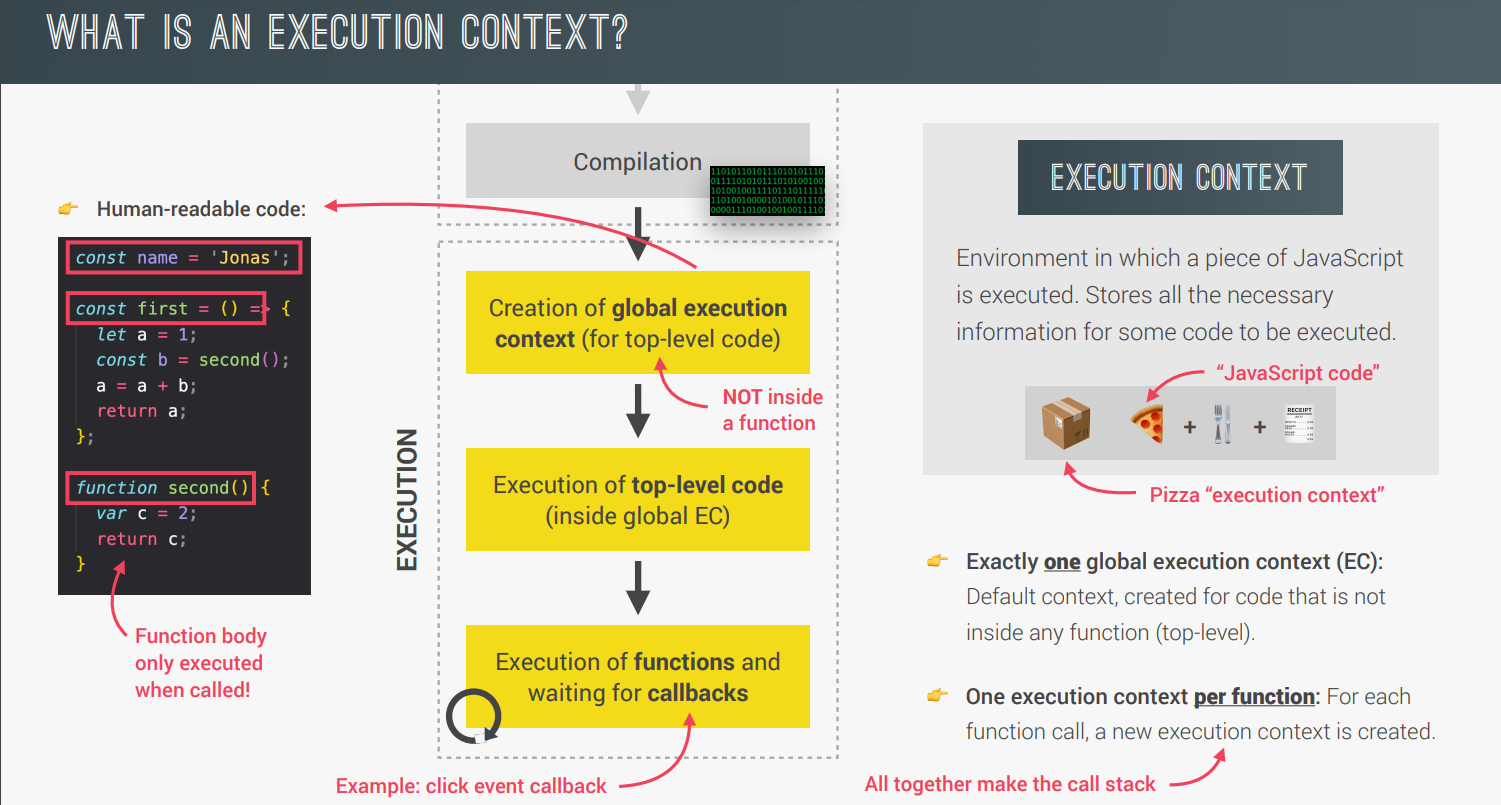 WHAT IS AN EXECUTION CONTEXT?
Human-readable code:
const name = 'Jonas';
const first = () => {
let a = 1;
const b = second();
a = a + b;
return a;
};
function second() {
var c = 2;
return c;
}
Function body
only executed
when called!
Compilation
EXECUTION
Creation of global execution
context (for top-level code)
NOT inside
a function
Execution of top-level code
(inside global EC)
Execution of functions and
waiting for callbacks
Example: click event callback
EXECUTION CONTEXT
Environment in which a piece of JavaScript
is executed. Stores all the necessary
information for some code to be executed.
“JavaScript code”
+
+
RECEIPT
Pizza “execution context”
Exactly one global execution context (EC):
Default context, created for code that is not
inside any function (top-level).
One execution context per function: For each
function call, a new execution context is created.
All together make the call stack